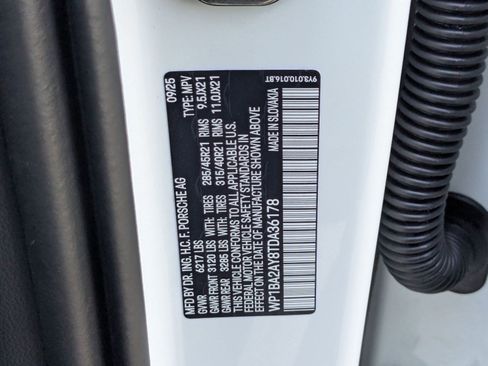 MFD BY DR. ING. H.C. F. PORSCHE AG 09/25
GVWR 6217 LBS TYPE: MPV
GAWR FRONT 3120 LBS WITH: TIRES 285/45R21 RIMS 9.5JX21
GAWR REAR 3285 LBS WITH: TIRES 315/40R21 RIMS 11.0JX21
THIS VEHICLE CONFORMS TO ALL APPLICABLE U.S.
FEDERAL MOTOR VEHICLE SAFETY STANDARDS IN
EFFECT ON THE DATE OF MANUFACTURE SHOWN ABOVE
WP1BA2AY8TDA36178 MADE IN SLOVAKIA
9Y3.010.016.BT